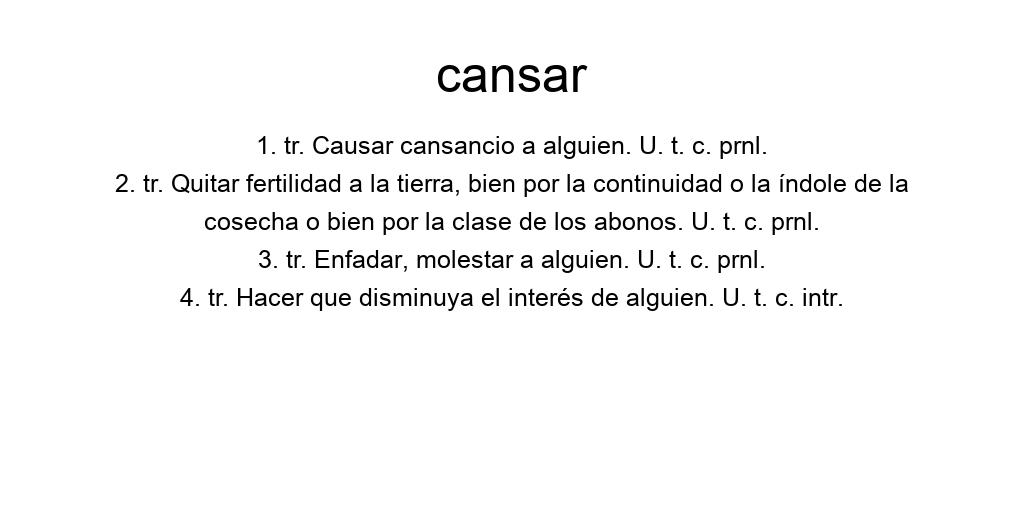 cansar
1. tr. Causar cansancio a alguien. U. t. c. prnl.
2. tr. Quitar fertilidad a la tierra, bien por la continuidad o la índole de la
cosecha o bien por la clase de los abonos. U. t. c. prnl.
3. tr. Enfadar, molestar a alguien. U. t. c. prnl.
4. tr. Hacer que disminuya el interés de alguien. U. t. c. intr.